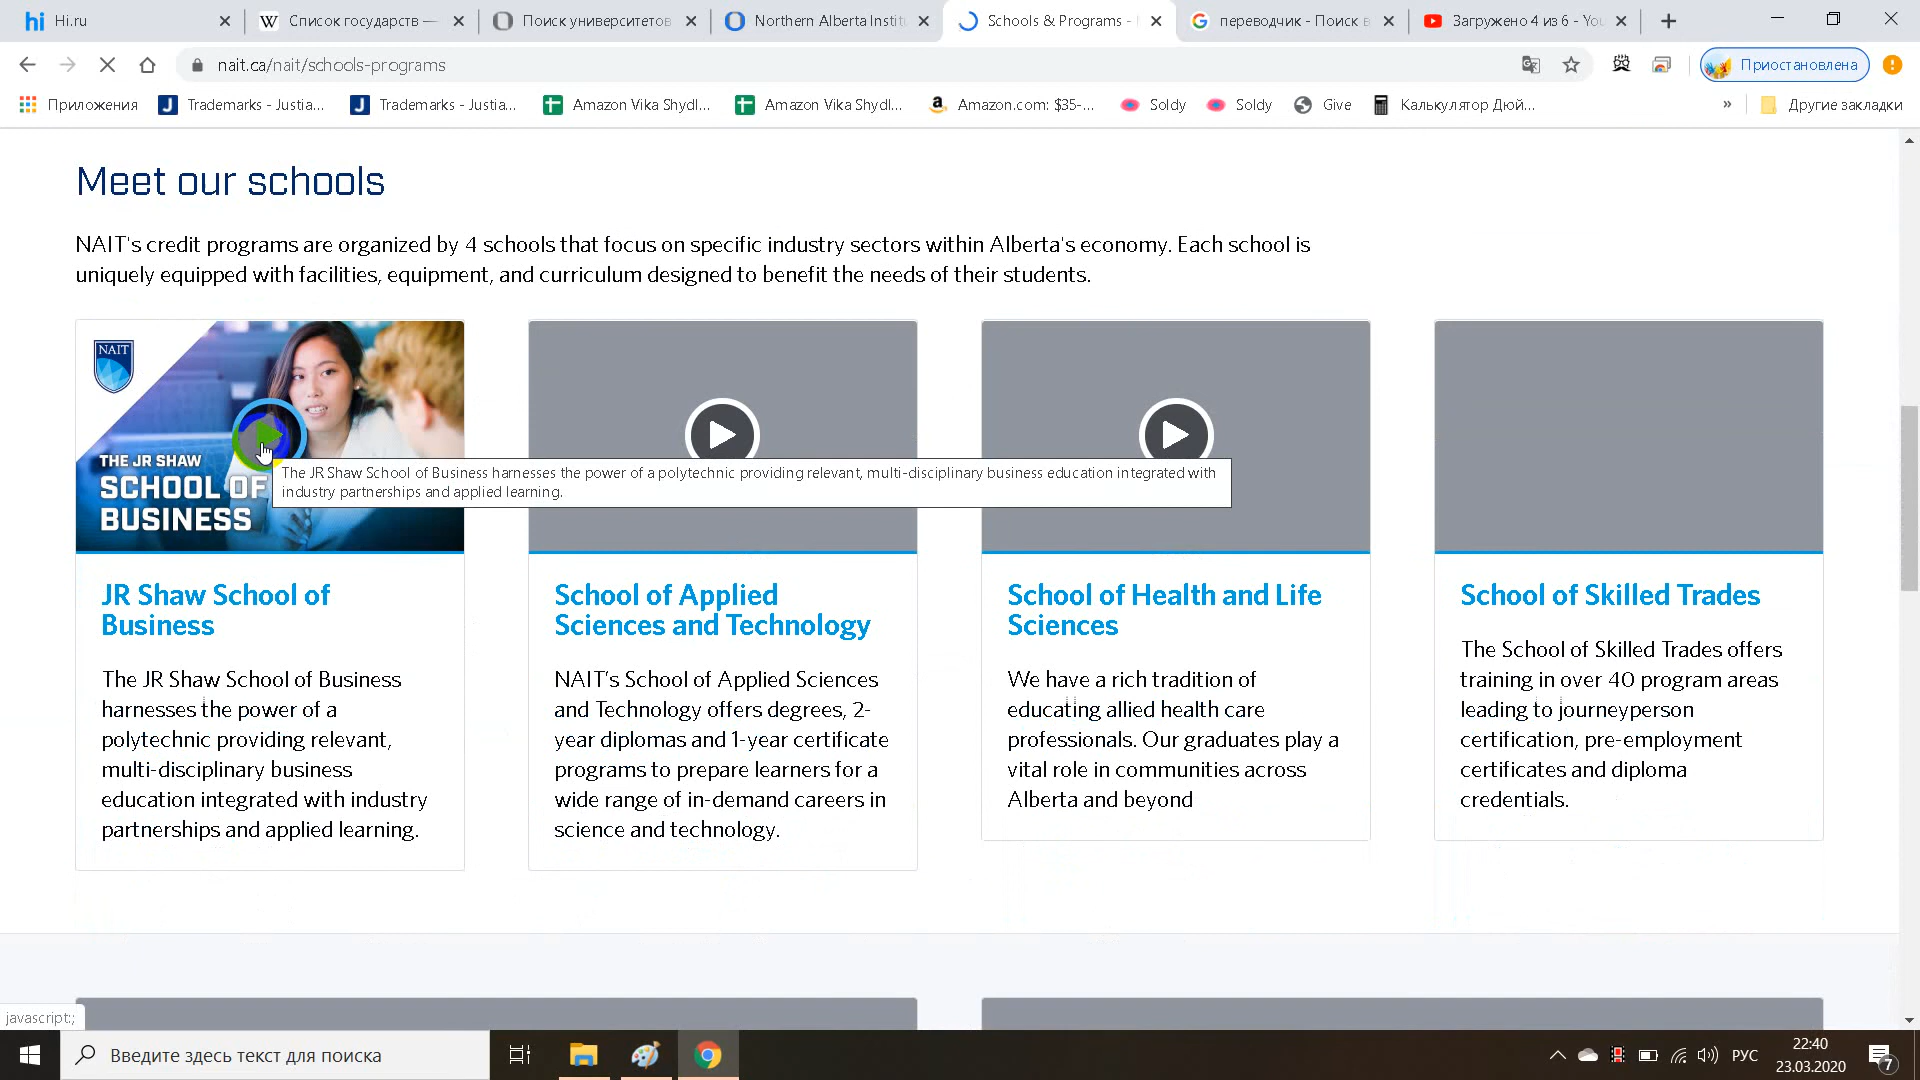 Hi.ru
Список государств —
Поиск университетов
Northern Alberta Instit
Schools & Programs -
переводчик - Поиск в
Загружено 4 из 6 - You
nait.ca/nait/schools-programs
Приостановлена
Приложения
Trademarks - Justia...
Trademarks - Justia...
Amazon Vika Shydl...
Amazon Vika Shydl...
Amazon.com: $35-...
Soldy
Soldy
Give
Калькулятор Дюй...
»
Другие закладки
Meet our schools
NAIT's credit programs are organized by 4 schools that focus on specific industry sectors within Alberta's economy. Each school is
uniquely equipped with facilities, equipment, and curriculum designed to benefit the needs of their students.
NAIT
THE JR SHAW
SCHOOL OF
BUSINESS
The JR Shaw School of Business harnesses the power of a polytechnic providing relevant, multi-disciplinary business education integrated with
industry partnerships and applied learning.
JR Shaw School of
Business
The JR Shaw School of Business
harnesses the power of a
polytechnic providing relevant,
multi-disciplinary business
education integrated with industry
partnerships and applied learning.
School of Applied
Sciences and Technology
NAIT's School of Applied Sciences
and Technology offers degrees, 2-
year diplomas and 1-year certificate
programs to prepare learners for a
wide range of in-demand careers in
science and technology.
School of Health and Life
Sciences
We have a rich tradition of
educating allied health care
professionals. Our graduates play a
vital role in communities across
Alberta and beyond
School of Skilled Trades
The School of Skilled Trades offers
training in over 40 program areas
leading to journeyperson
certification, pre-employment
certificates and diploma
credentials.
javascript:;
Введите здесь текст для поиска
РУС
22:40
23.03.2020
7